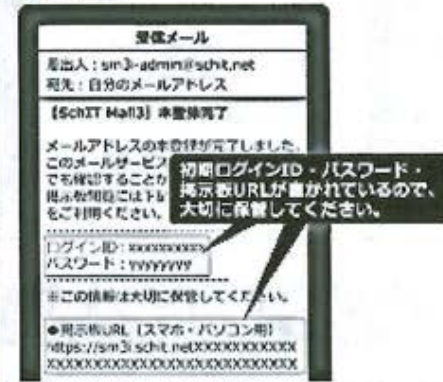 受信メール
差出人：sm3-admin@schit.net
宛先：自分のメールアドレス
【SchIT Mail3】本登録完了
メールアドレスの本登録が完了しました。
このメールサービス
でも確認することが
掲示板閲覧には下記
をご利用ください。
初期ログインID・パスワード・
掲示板URLが書かれているので、
大切に保管してください。
ログインID：xxxxxxxxx
パスワード：yyyyyyyy
※この情報は大切に保管してください。
●掲示板URL（スマホ・パソコン用）
https://sm3i.schit.netXXXXXXXXXXX
XXXXXXXXXXXXXXXXXXXXXXXXXX